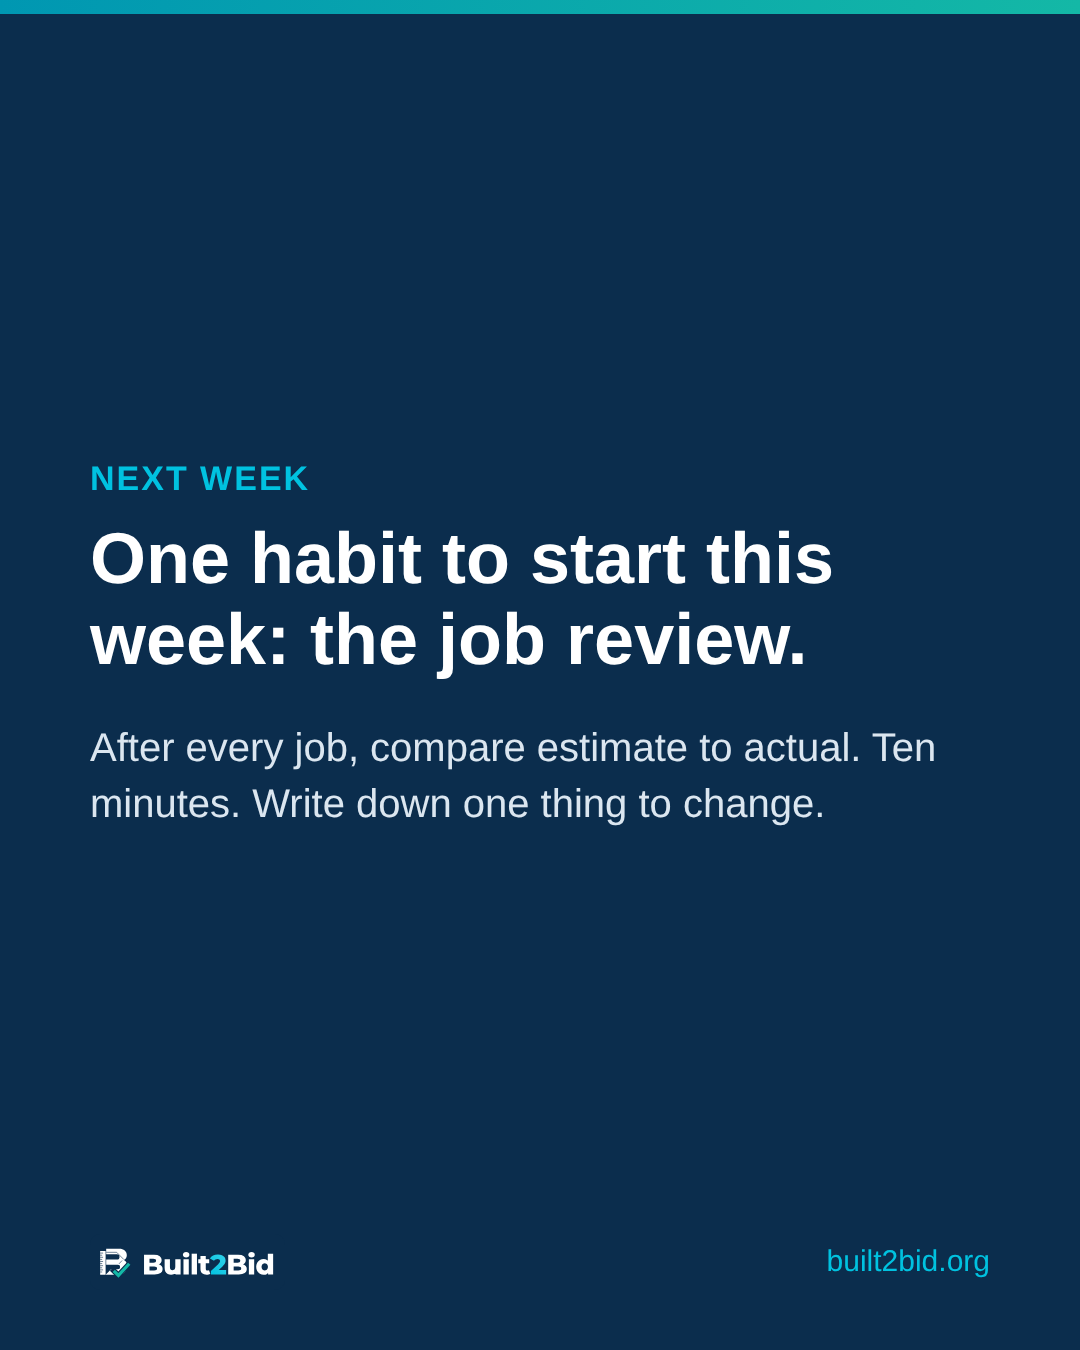 NEXT WEEK
One habit to start this
week: the job review.
After every job, compare estimate to actual. Ten
minutes. Write down one thing to change.
Built2Bid
built2bid.org